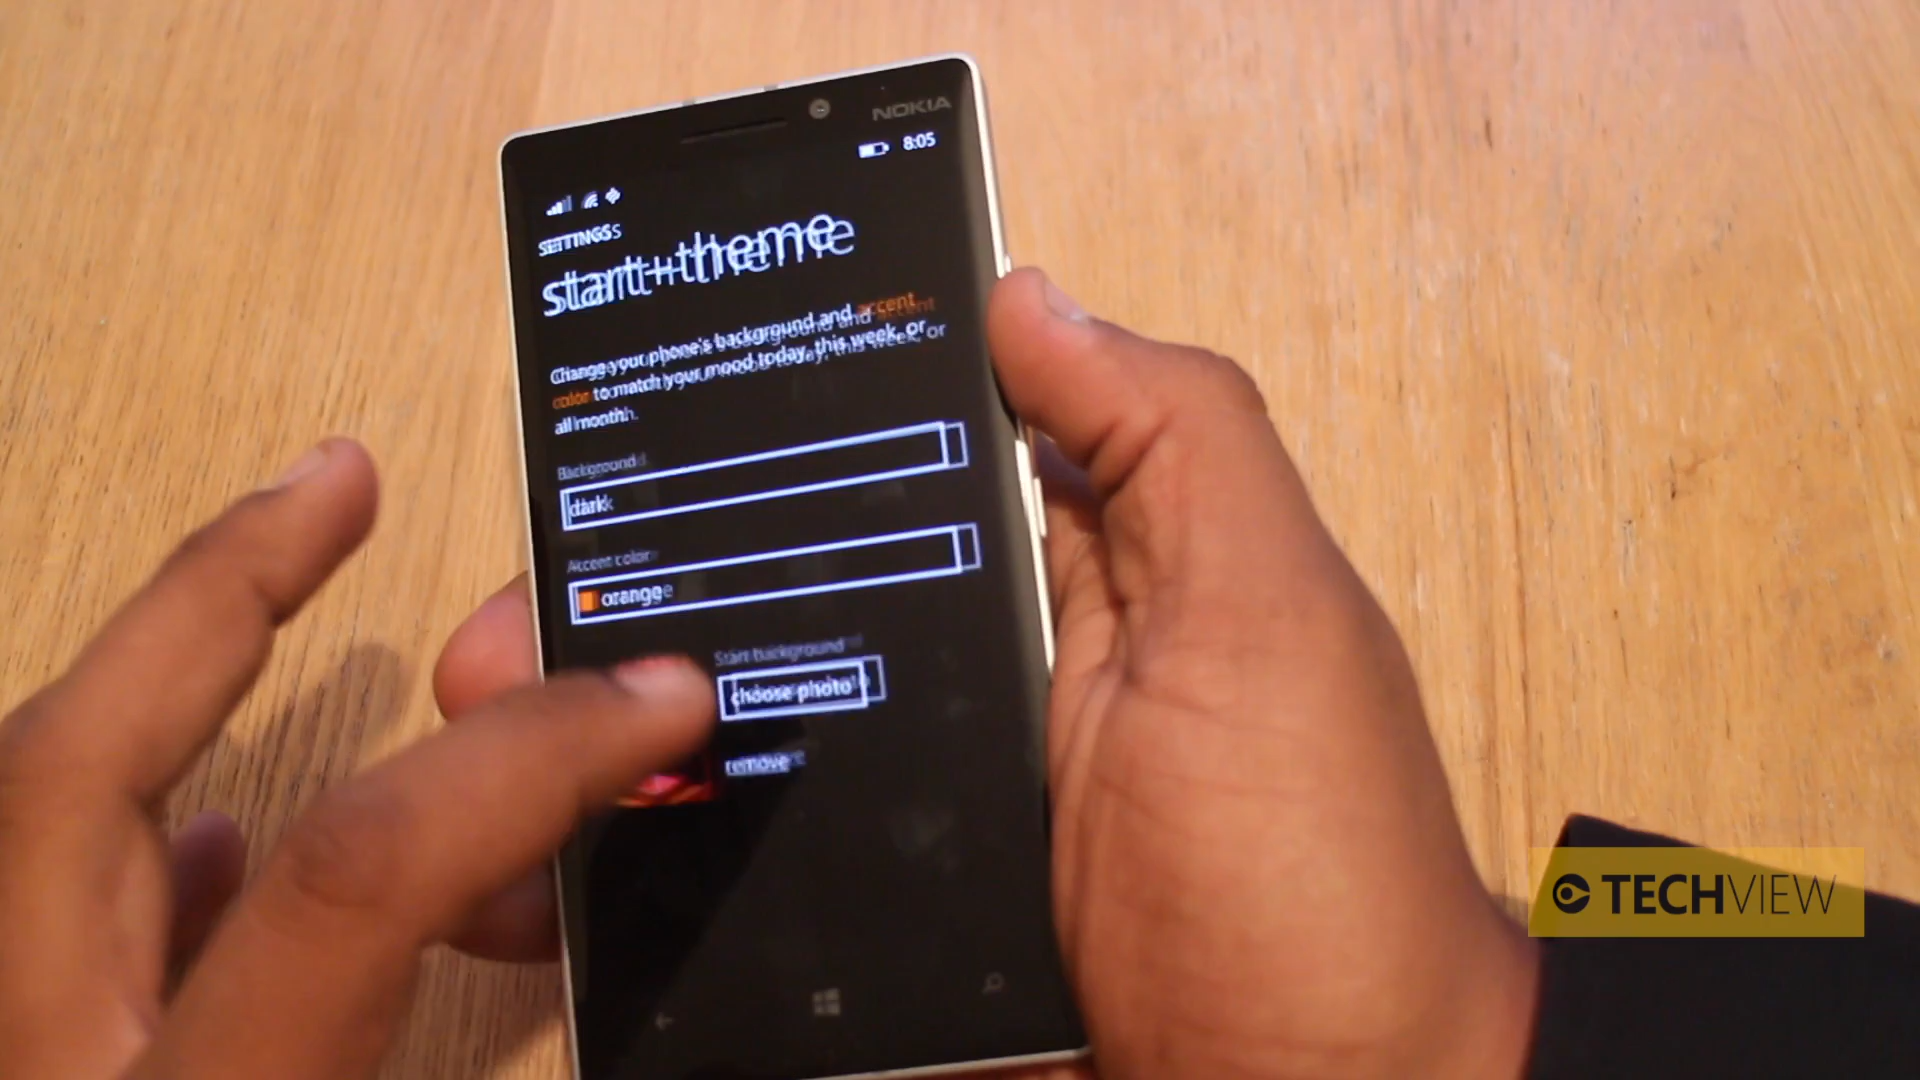 NOKIA
8:05
SETTINGS
start+theme
Change your phone's background and accent
color to match your mood today, this week, or
all month.
Background
dark
Accent color
orange
Start background
choose photo
remove
TECHVIEW